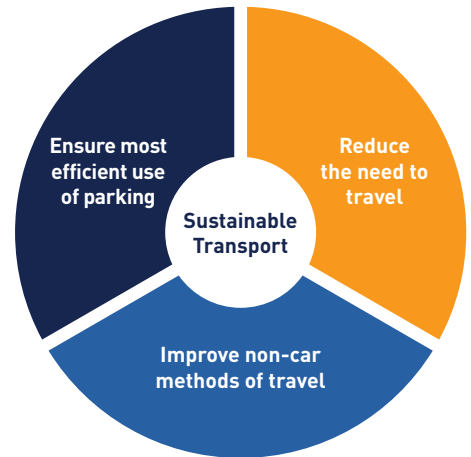 Ensure most
efficient use
of parking
Reduce
the need to
travel
Sustainable
Transport
Improve non-car
methods of travel